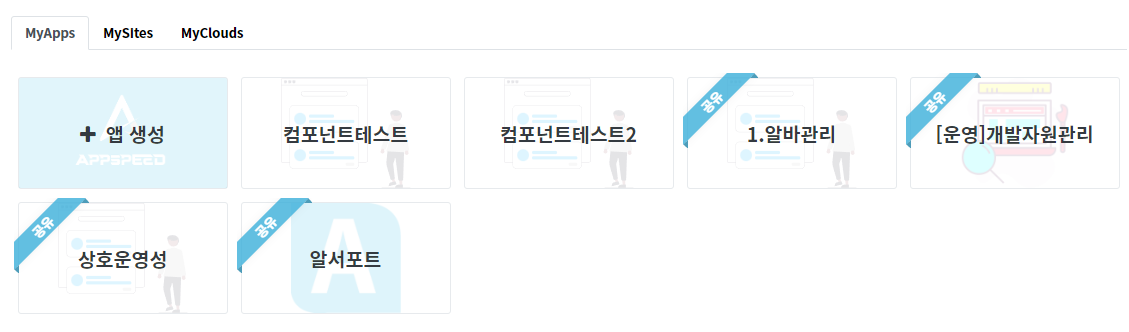 MyApps MySites MyClouds
+ 앱 생성
APPSPEED
컴포넌트테스트
컴포넌트테스트2
공유
1.알바관리
공유
[운영]개발자원관리
공유
상호운영성
공유
알서포트